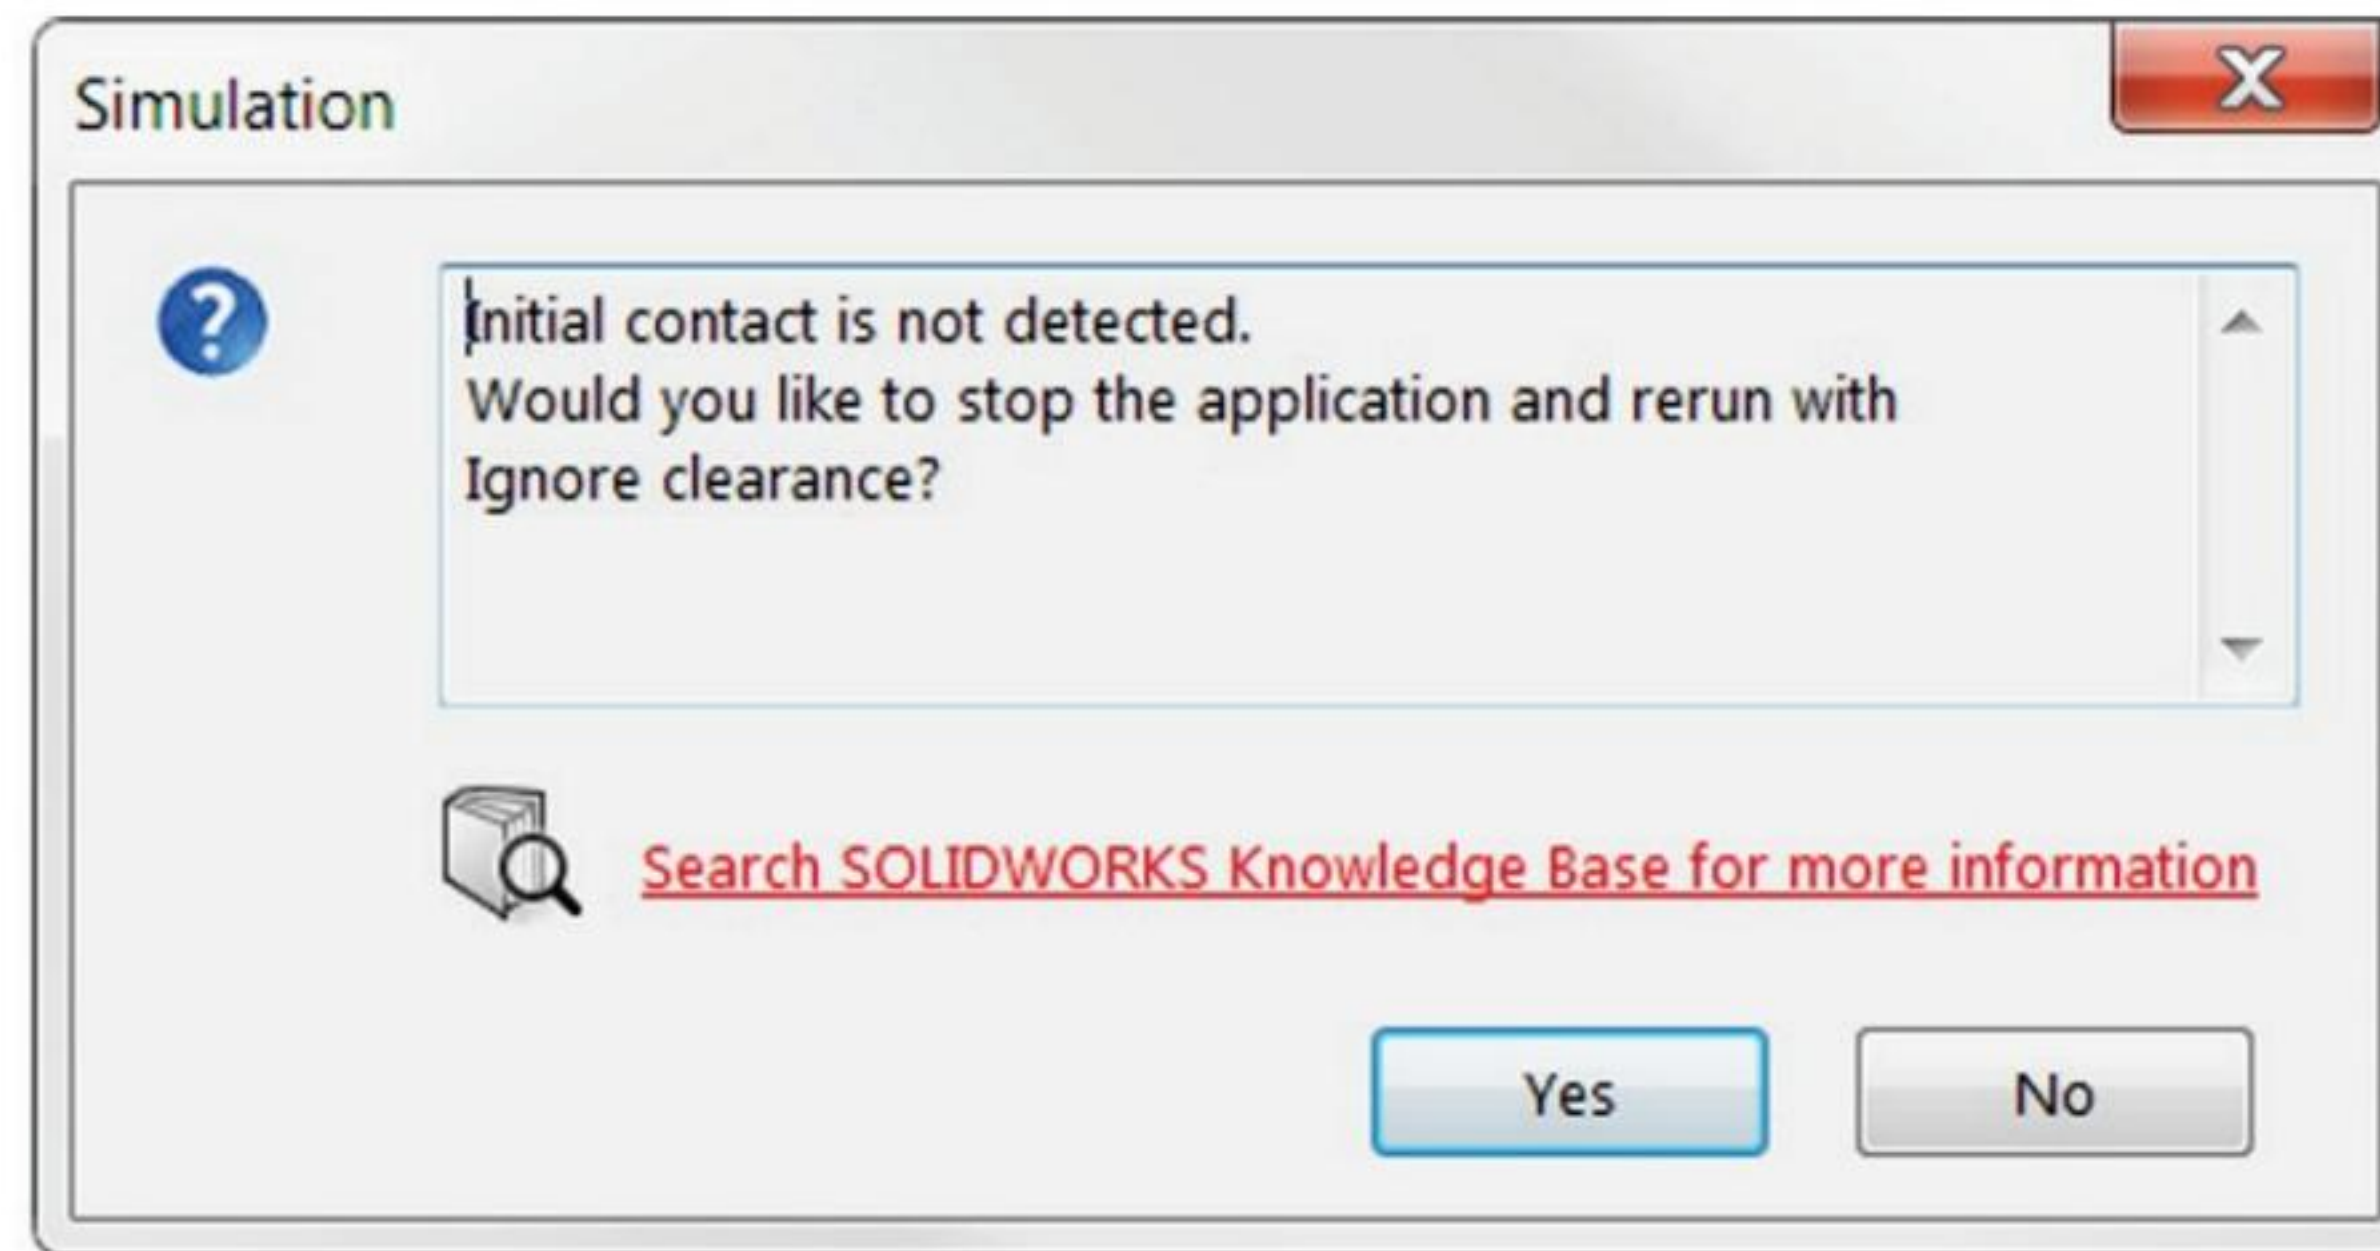 Simulation
Initial contact is not detected.
Would you like to stop the application and rerun with
Ignore clearance?
Search SOLIDWORKS Knowledge Base for more information
Yes
No